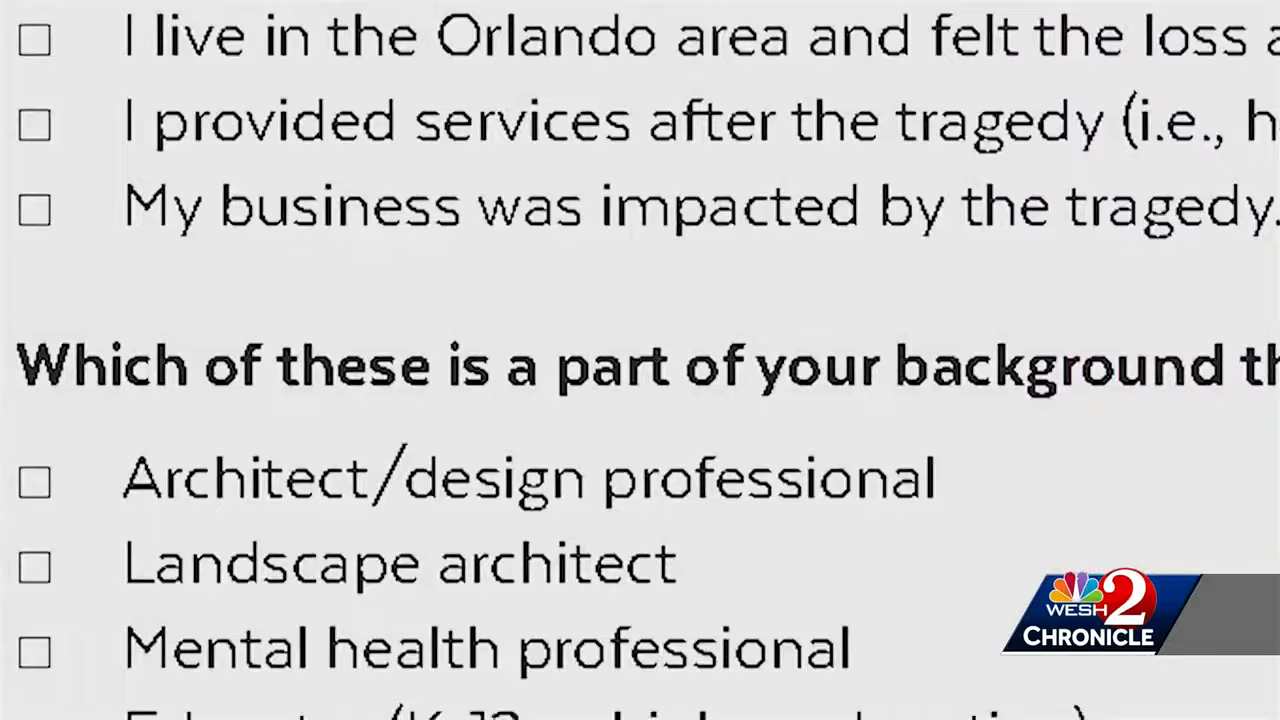 I live in the Orlando area and felt the loss
I provided services after the tragedy (i.e.,
My business was impacted by the tragedy.
Which of these is a part of your background
Architect/design professional
Landscape architect
Mental health professional
WESH 2
CHRONICLE